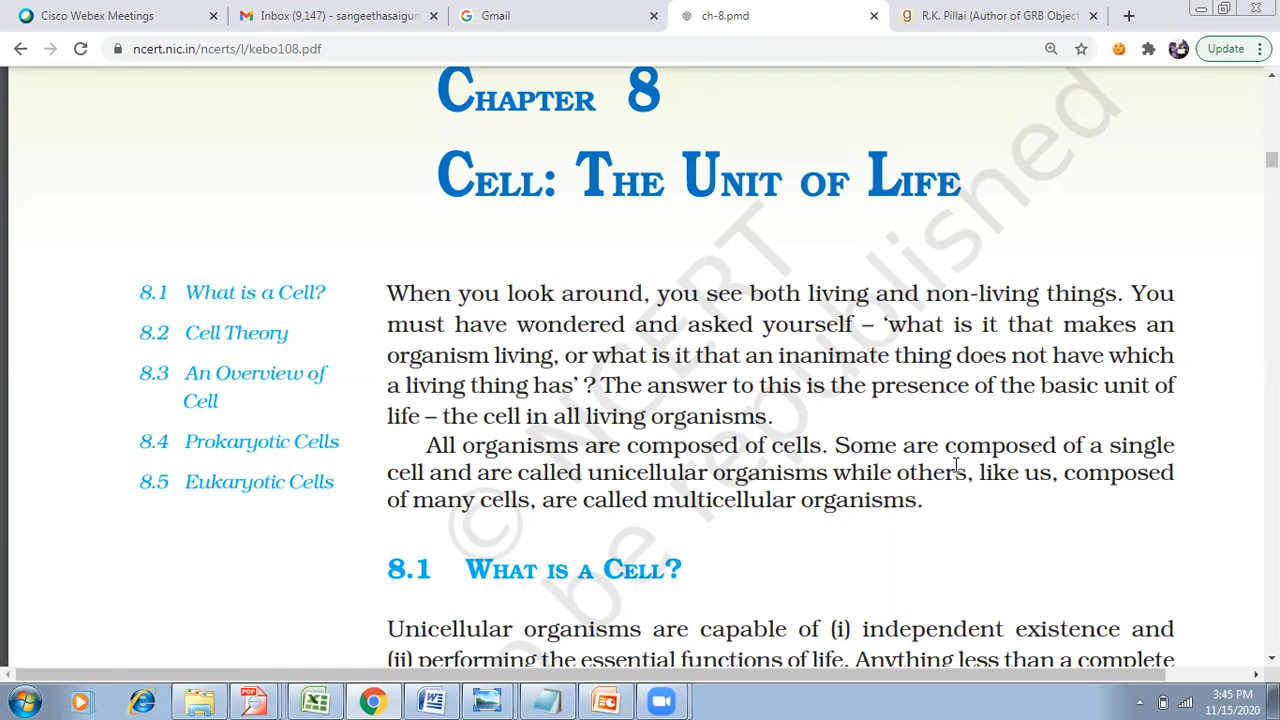 Cisco Webex Meetings
Inbox (9,147) - sangeethasaigun
Gmail
ch-8.pmd
R.K. Pillai (Author of GRB Object
ncert.nic.in/ncerts/l/kebo108.pdf
Update
CHAPTER 8
CELL: THE UNIT OF LIFE
8.1 What is a Cell?
8.2 Cell Theory
8.3 An Overview of
Cell
8.4 Prokaryotic Cells
8.5 Eukaryotic Cells
When you look around, you see both living and non-living things. You
must have wondered and asked yourself – ‘what is it that makes an
organism living, or what is it that an inanimate thing does not have which
a living thing has’ ? The answer to this is the presence of the basic unit of
life – the cell in all living organisms.
All organisms are composed of cells. Some are composed of a single
cell and are called unicellular organisms while others, like us, composed
of many cells, are called multicellular organisms.
8.1 WHAT IS A CELL?
Unicellular organisms are capable of (i) independent existence and
(ii) performing the essential functions of life. Anything less than a complete
© NCERT
be republished
3:45 PM
11/15/2020